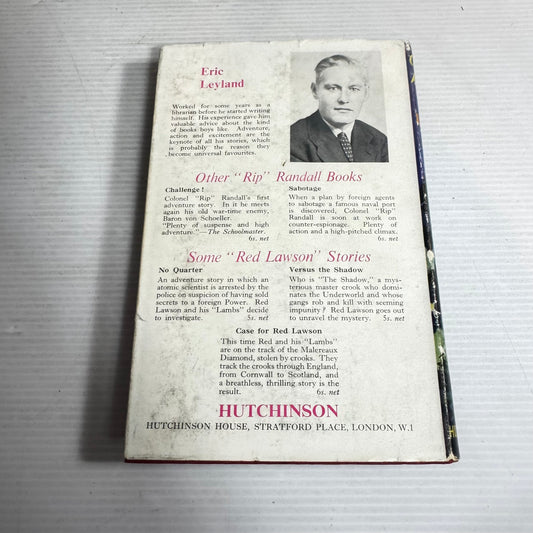 Eric
Leyland
Worked for some years as a
librarian before he started writing
himself. His experience gave him
valuable advice about the kind
of books boys like. Adventure,
action and excitement are the key-
note of all his stories, which
is probably the reason they
become universal favourites.
Other "Rip" Randall Books
Challenge!
Colonel "Rip" Randall's first
adventure story. In it he meets
again his old war-time enemy,
Baron von Schoeller.
"Plenty of suspense and high
adventure."—The Schoolmaster.
6s. net
Sabotage
When a plan by foreign agents
to sabotage a famous naval port
is discovered, Colonel "Rip"
Randall is soon at work on
counter-espionage. Plenty of
action and a high-pitched climax.
6s. net
Some "Red Lawson" Stories
No Quarter
An adventure story in which an
atomic scientist is arrested by the
police on suspicion of having sold
secrets to a foreign Power. Red
Lawson and his "Lambs" decide
to investigate. 5s. net
Versus the Shadow
Who is "The Shadow," a mys-
terious master crook who domi-
nates the Underworld and whose
gangs rob and kill with seeming
impunity? Red Lawson goes out
to unravel the mystery. 5s. net
Case for Red Lawson
This time Red and his "Lambs"
are on the track of the Malereaux
Diamond, stolen by crooks. They
track the crooks through England,
from Cornwall to Scotland, and
a breathless, thrilling story is the
result. 6s. net
HUTCHINSON
HUTCHINSON HOUSE, STRATFORD PLACE, LONDON, W.1